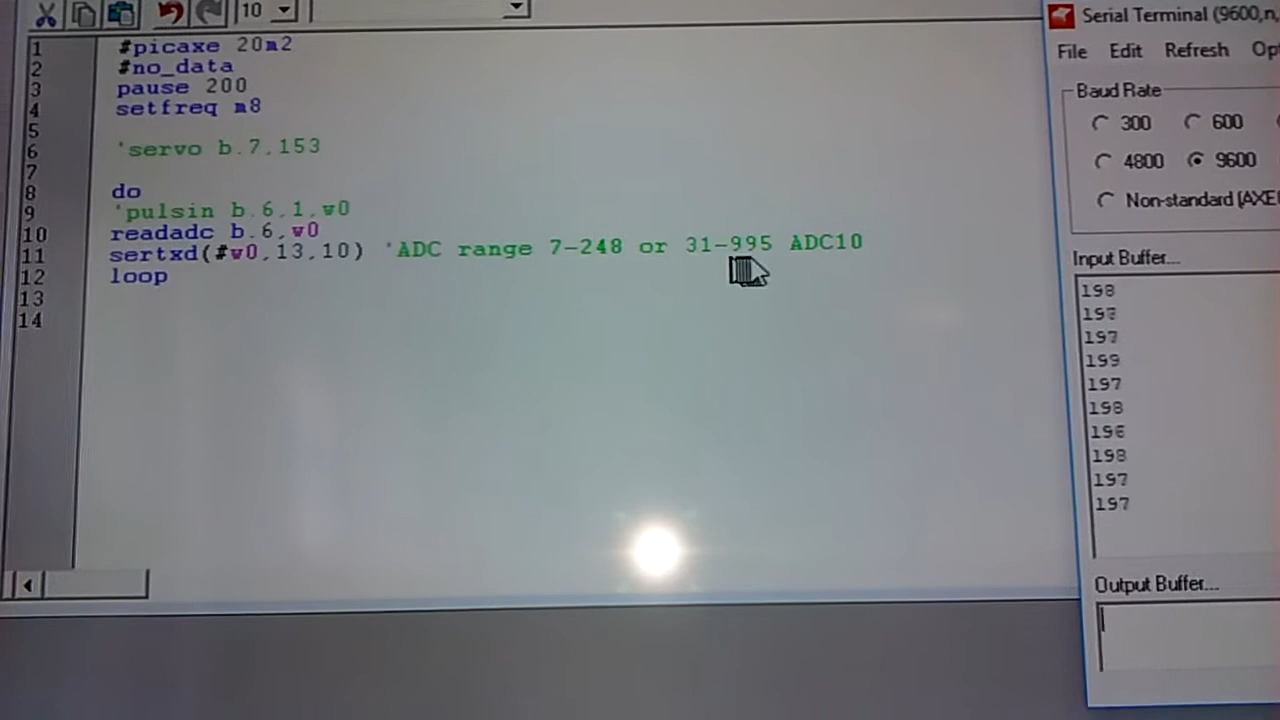 10
1 #picaxe 20m2
2 #no_data
3 pause 200
4 setfreq m8
5
6 'servo b.7,153
7
8 do
9 'pulsin b.6,1,w0
10 readadc b.6,w0
11 sertxd(#w0,13,10) 'ADC range 7-248 or 31-995 ADC10
12 loop
13
14
Serial Terminal (9600,n,
File Edit Refresh
Baud Rate
300 600
4800 9600
Non-standard
Input Buffer...
198
197
199
197
198
198
197
197
Output Buffer...